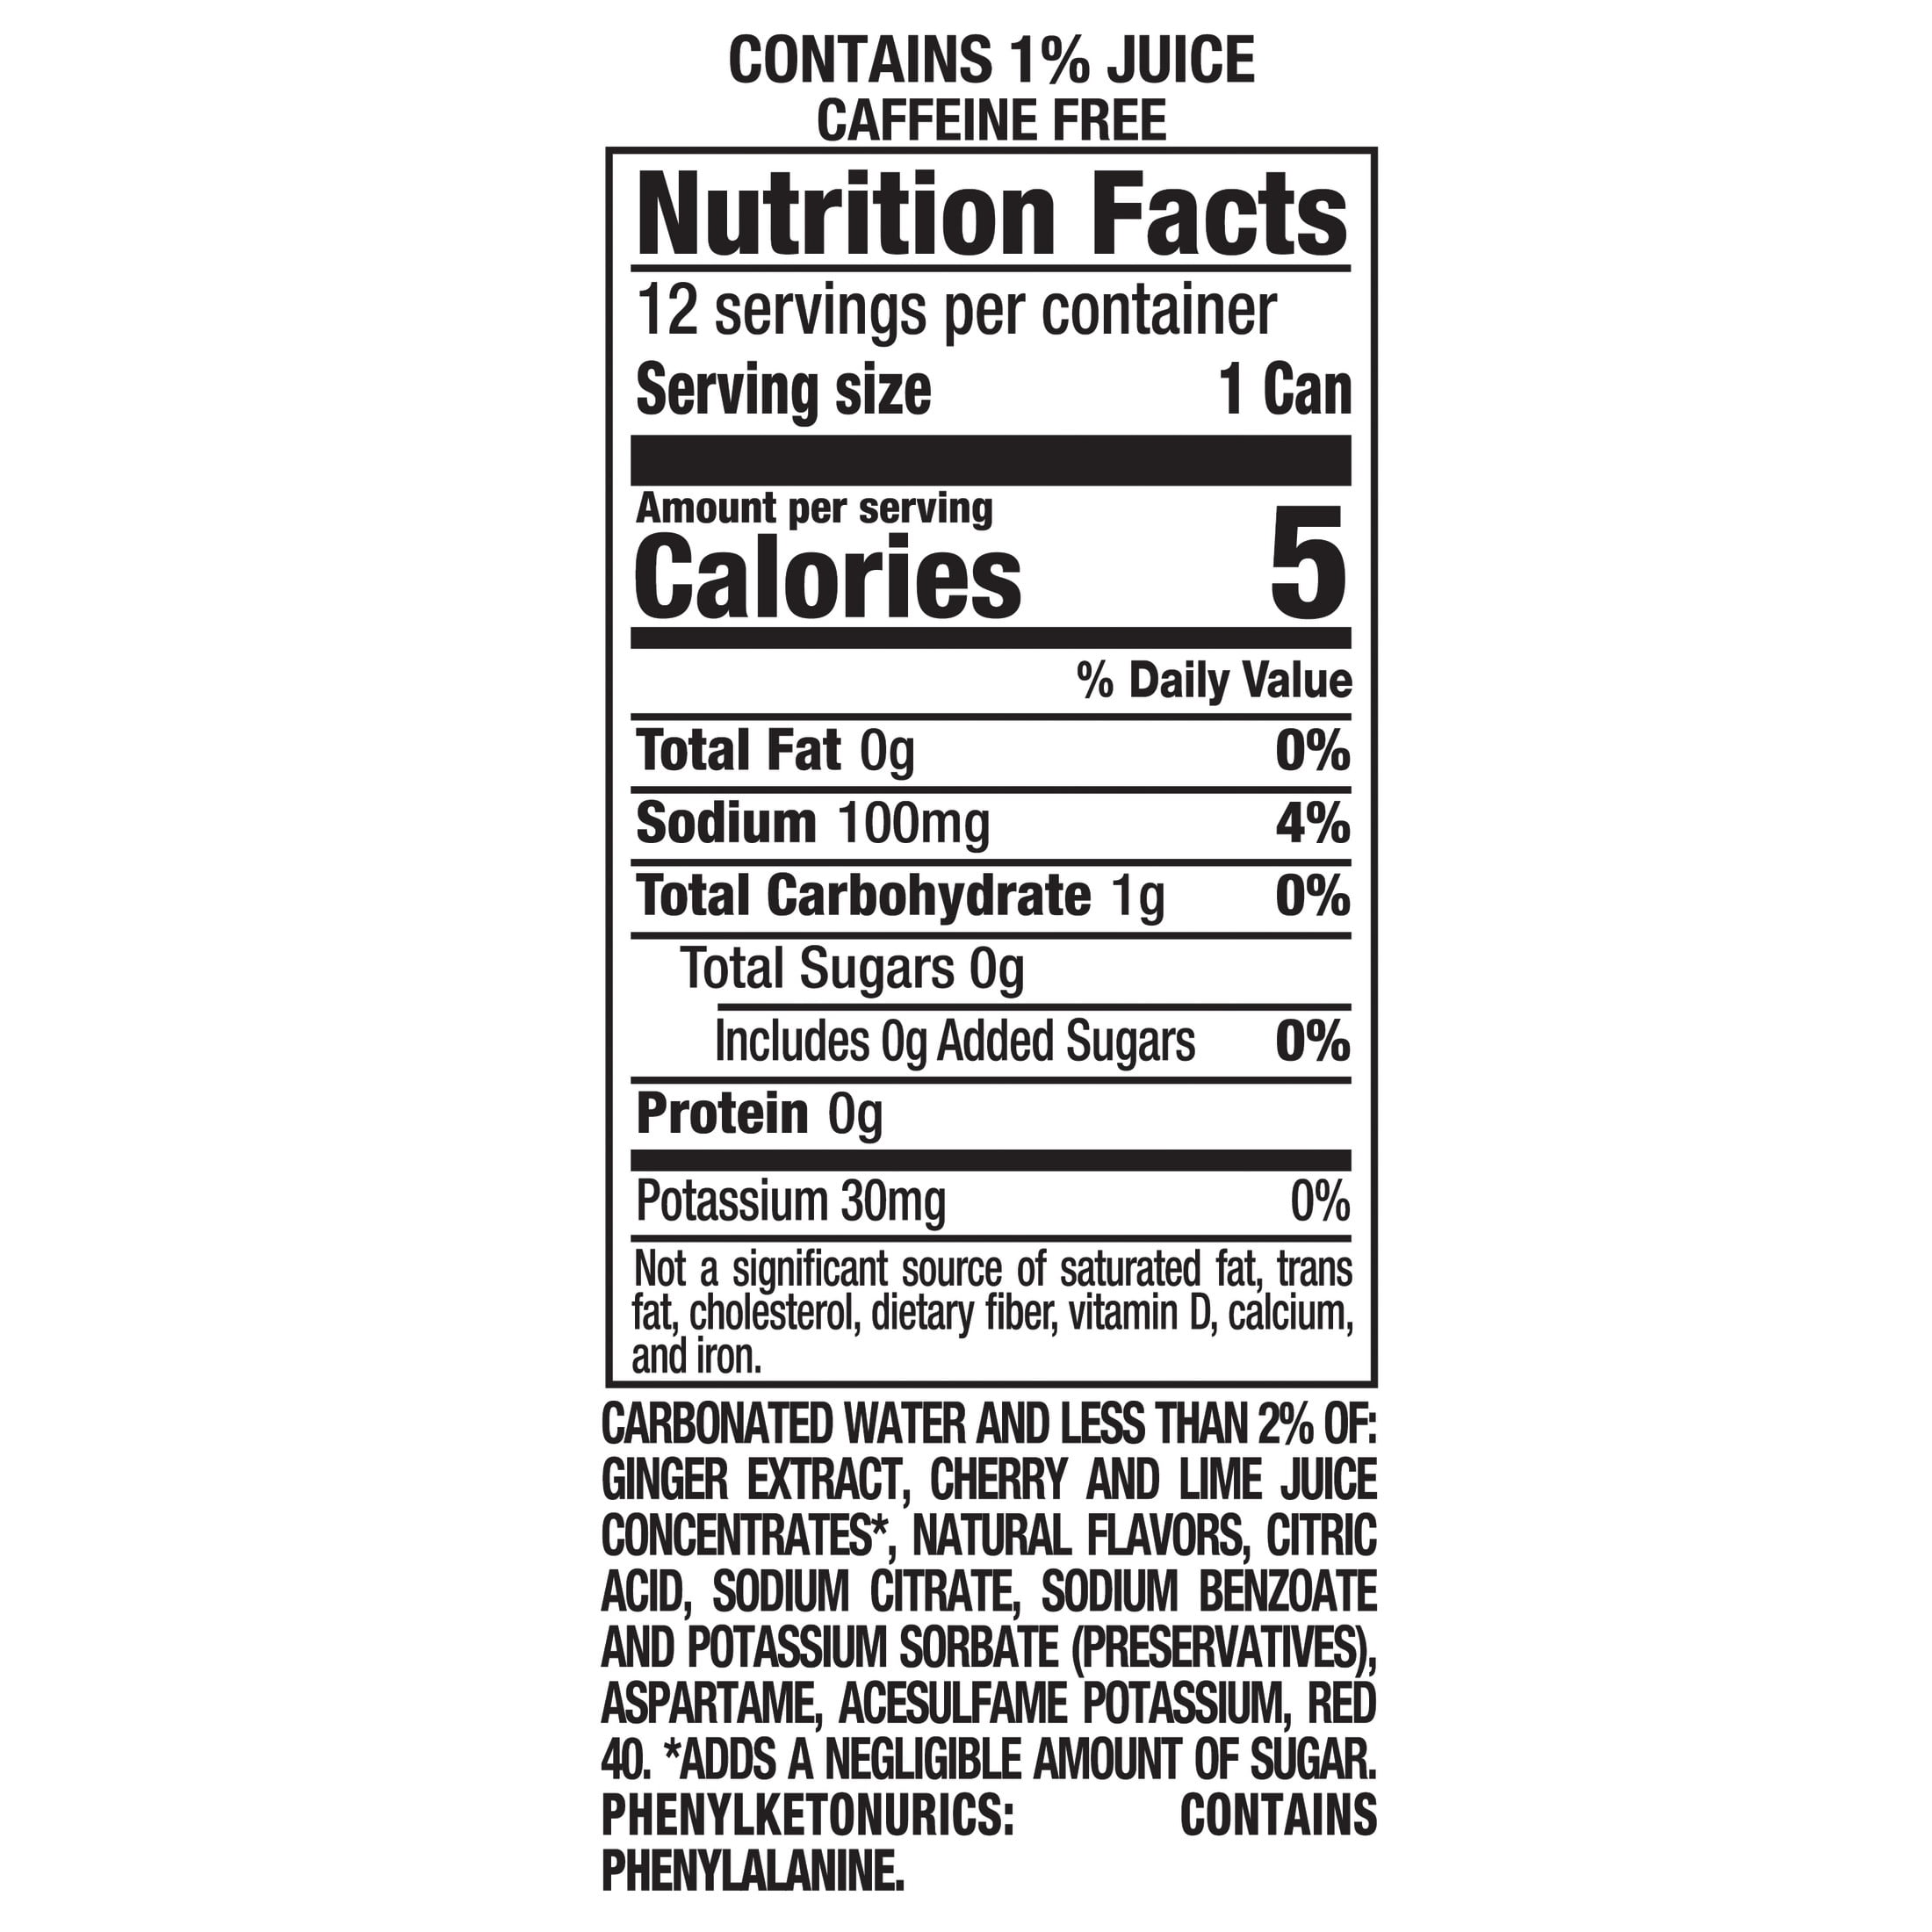 CONTAINS 1% JUICE
CAFFEINE FREE
Nutrition Facts
12 servings per container
Serving size 1 Can
Amount per serving
Calories 5
% Daily Value
Total Fat 0g 0%
Sodium 100mg 4%
Total Carbohydrate 1g 0%
Total Sugars 0g
Includes 0g Added Sugars 0%
Protein 0g
Potassium 30mg 0%
Not a significant source of saturated fat, trans
fat, cholesterol, dietary fiber, vitamin D, calcium,
and iron.
CARBONATED WATER AND LESS THAN 2% OF:
GINGER EXTRACT, CHERRY AND LIME JUICE
CONCENTRATES*, NATURAL FLAVORS, CITRIC
ACID, SODIUM CITRATE, SODIUM BENZOATE
AND POTASSIUM SORBATE (PRESERVATIVES),
ASPARTAME, ACESULFAME POTASSIUM, RED
40. *ADDS A NEGLIGIBLE AMOUNT OF SUGAR.
PHENYLKETONURICS: CONTAINS
PHENYLALANINE.